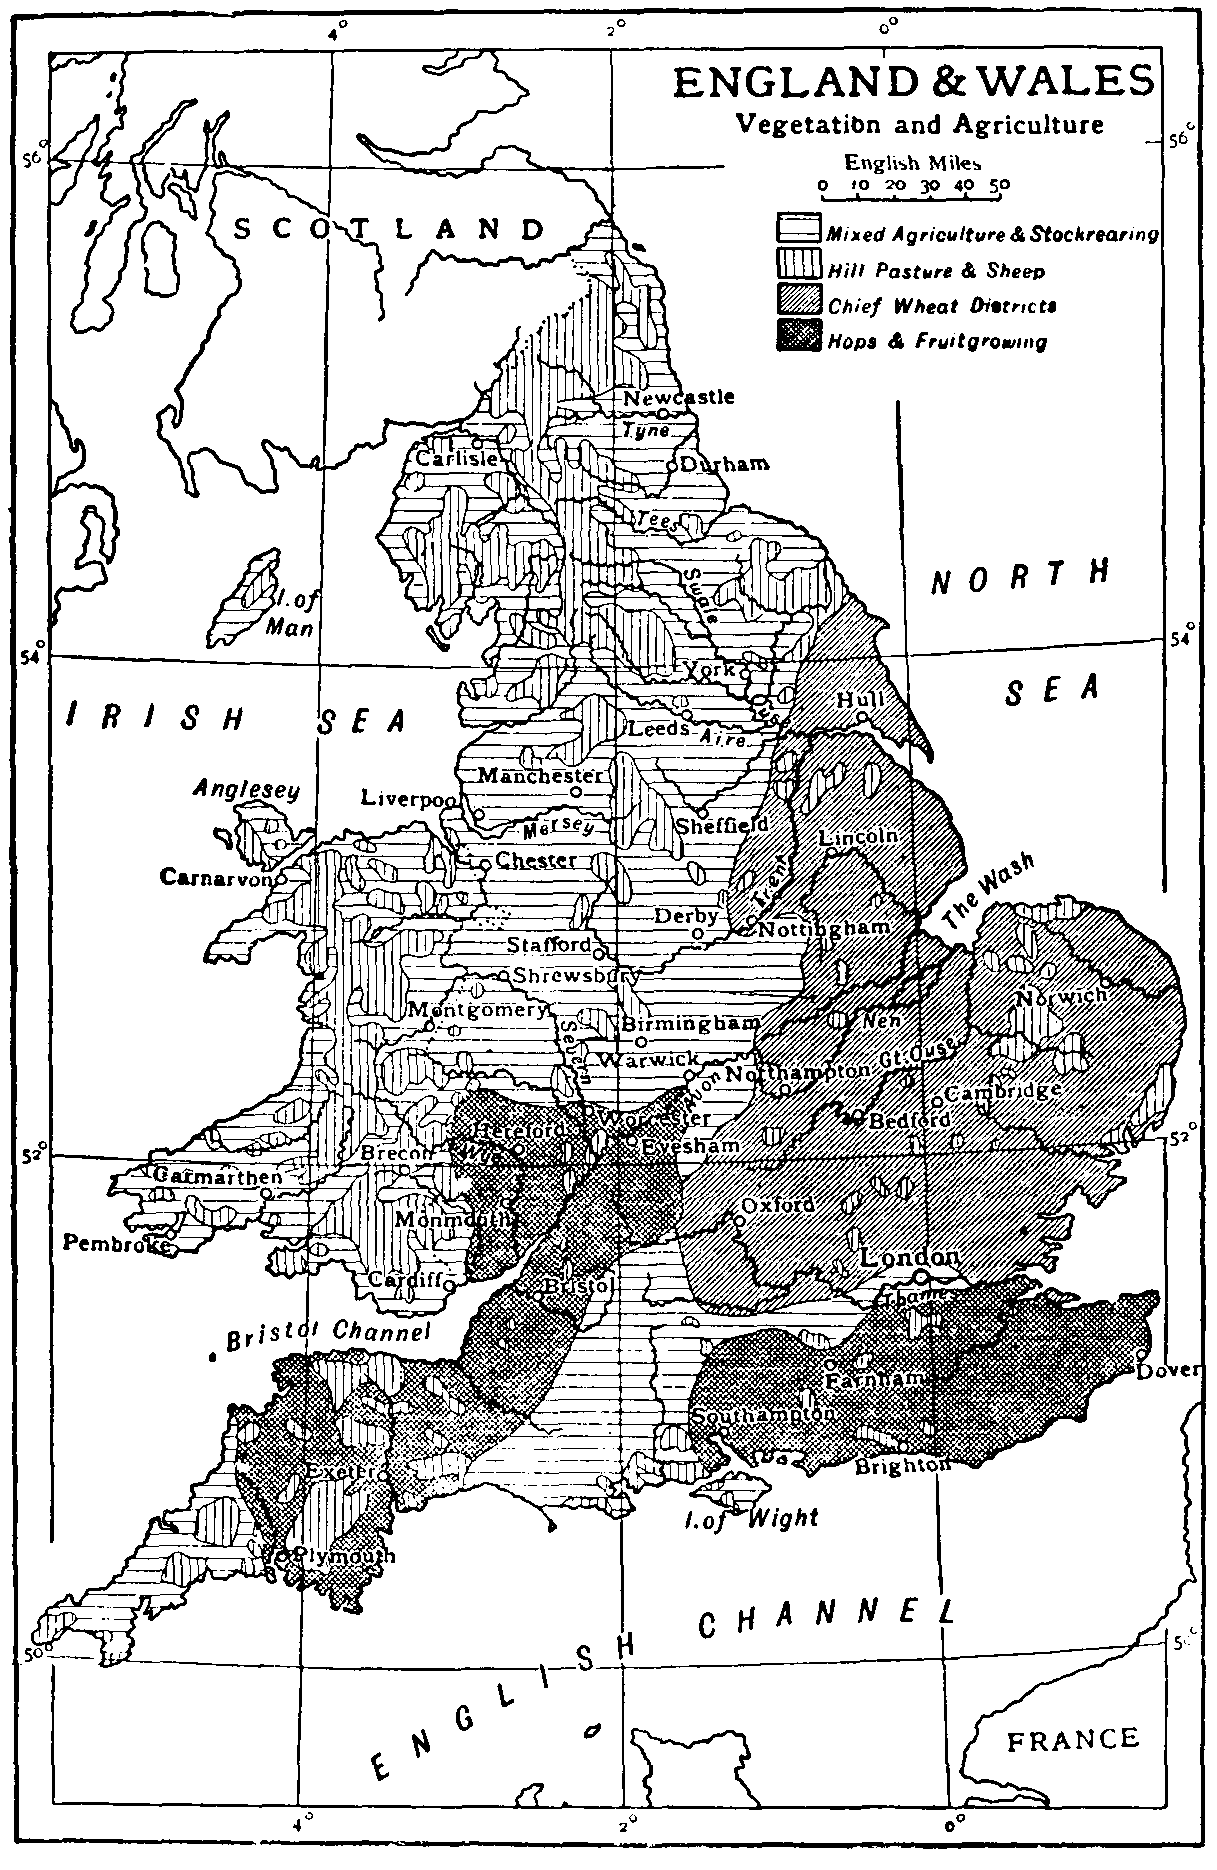 4° 2° 0°
ENGLAND & WALES
Vegetation and Agriculture
English Miles
0 10 20 30 40 50
Mixed Agriculture & Stockrearing
Hill Pasture & Sheep
Chief Wheat Districts
Hops & Fruitgrowing
56° 56°
SCOTLAND
Newcastle
Tyne
Carlisle
Durham
Tees
Swale
NORTH
SEA
I. of
Man
54° 54°
York
Ouse
Hull
IRISH SEA
Leeds
Aire
Manchester
Anglesey
Liverpool
Mersey
Sheffield
Lincoln
Chester
Carnarvon
Trent
The Wash
Derby
Nottingham
Stafford
Shrewsbury
Norwich
Montgomery
Severn
Birmingham
Nen
Warwick
Gt. Ouse
Avon
Northampton
Cambridge
Worcester
Bedford
Hereford
Evesham
52° 52°
Brecon
Wye
Carmarthen
Oxford
Monmouth
Pembroke
London
Cardiff
Bristol
Thames
Bristol Channel
Farnham
Dover
Southampton
Exeter
Brighton
I. of Wight
Plymouth
ENGLISH CHANNEL
50°
FRANCE
4° 2° 0°